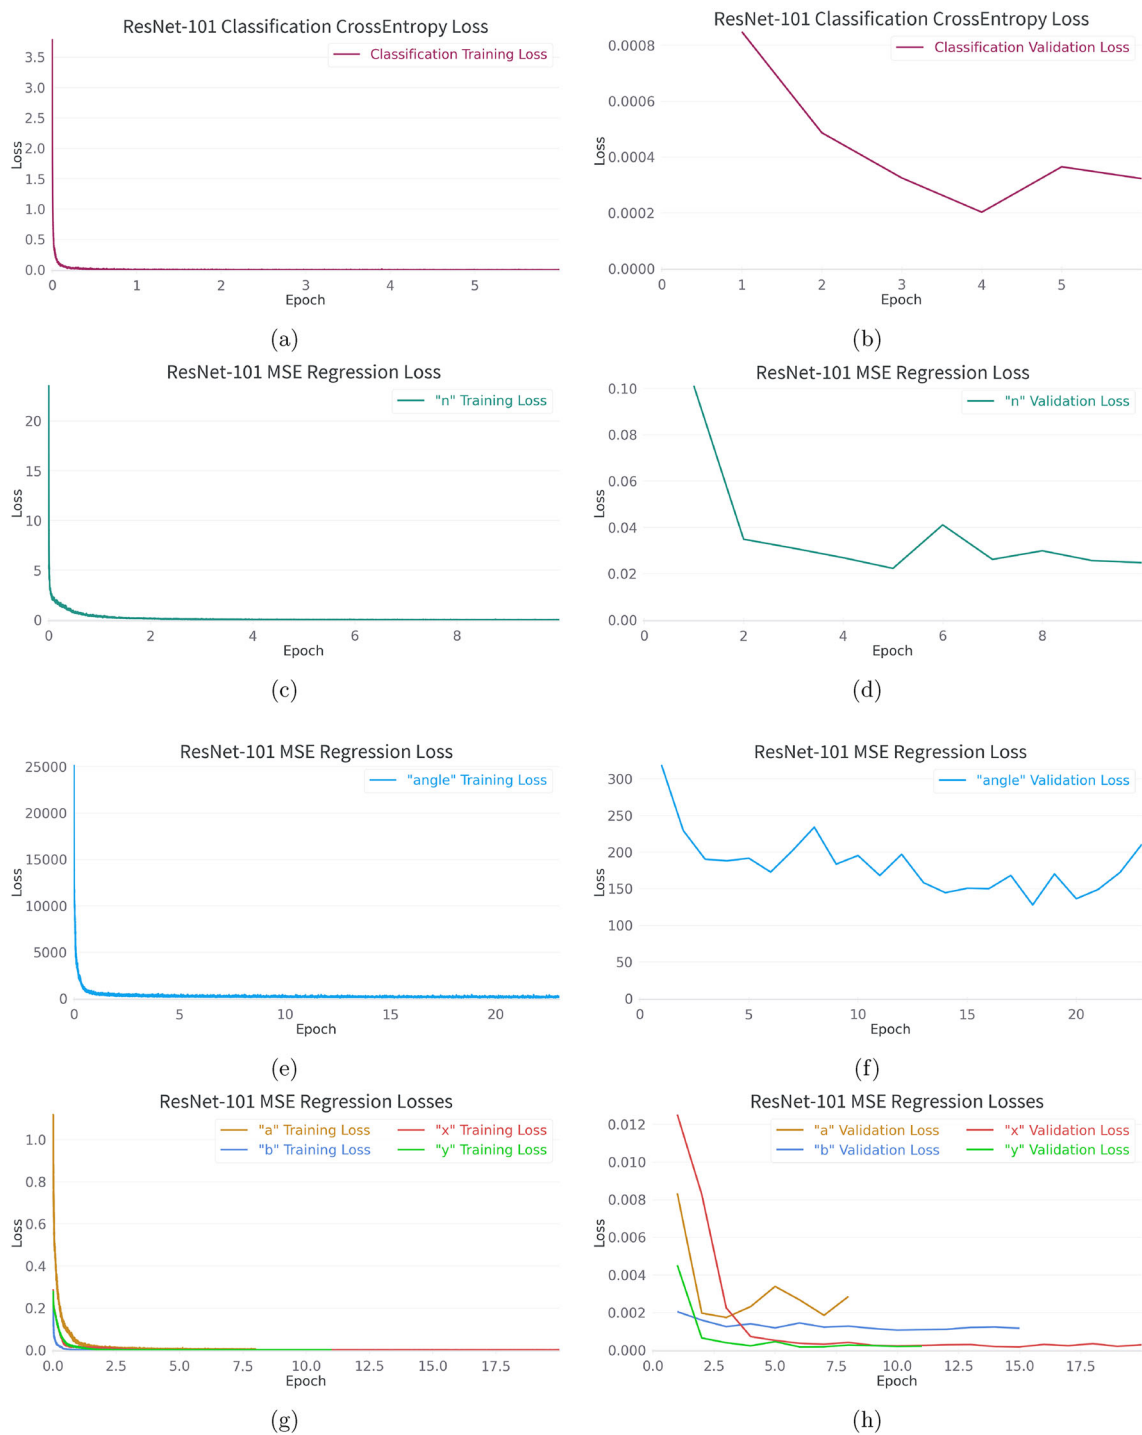 ResNet-101 Classification CrossEntropy Loss
Classification Training Loss
3.5
3.0
2.5
2.0
1.5
1.0
0.5
0.0
Loss
0 1 2 3 4 5
Epoch
(a)
ResNet-101 Classification CrossEntropy Loss
Classification Validation Loss
0.0008
0.0006
0.0004
0.0002
0.0000
Loss
0 1 2 3 4 5
Epoch
(b)
ResNet-101 MSE Regression Loss
"n" Training Loss
20
15
10
5
0
Loss
0 2 4 6 8
Epoch
(c)
ResNet-101 MSE Regression Loss
"n" Validation Loss
0.10
0.08
0.06
0.04
0.02
0.00
Loss
0 2 4 6 8
Epoch
(d)
ResNet-101 MSE Regression Loss
"angle" Training Loss
25000
20000
15000
10000
5000
0
Loss
0 5 10 15 20
Epoch
(e)
ResNet-101 MSE Regression Loss
"angle" Validation Loss
300
250
200
150
100
50
0
Loss
0 5 10 15 20
Epoch
(f)
ResNet-101 MSE Regression Losses
"a" Training Loss "x" Training Loss
"b" Training Loss "y" Training Loss
1.0
0.8
0.6
0.4
0.2
0.0
Loss
0.0 2.5 5.0 7.5 10.0 12.5 15.0 17.5
Epoch
(g)
ResNet-101 MSE Regression Losses
"a" Validation Loss "x" Validation Loss
"b" Validation Loss "y" Validation Loss
0.012
0.010
0.008
0.006
0.004
0.002
0.000
Loss
0.0 2.5 5.0 7.5 10.0 12.5 15.0 17.5
Epoch
(h)